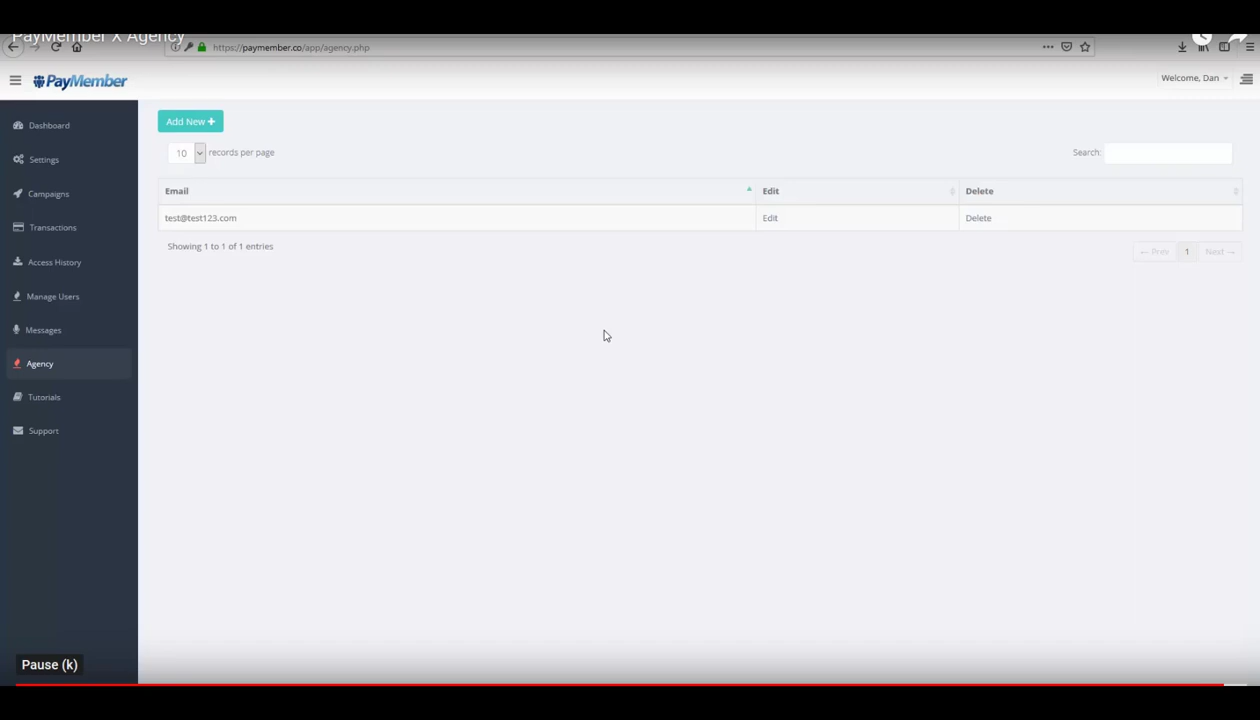 PayMember X Agency
https://paymember.co/app/agency.php
PayMember
Welcome, Dan
Dashboard
Settings
Campaigns
Transactions
Access History
Manage Users
Messages
Agency
Tutorials
Support
Add New +
10 records per page
Search:
Email Edit Delete
test@test123.com Edit Delete
Showing 1 to 1 of 1 entries
← Prev 1 Next →
Pause (k)